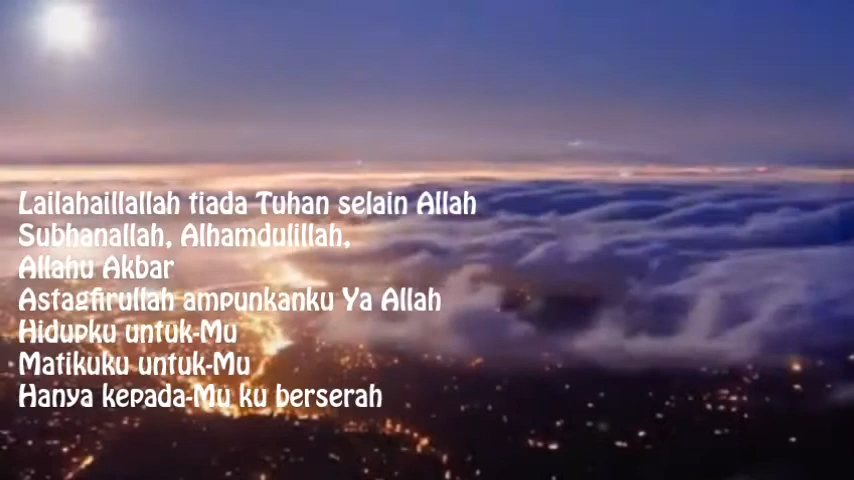 Lailahaillallah tiada Tuhan selain Allah
Subhanallah, Alhamdulillah,
Allahu Akbar
Astagfirullah ampunkanku Ya Allah
Hidupku untuk-Mu
Matikuku untuk-Mu
Hanya kepada-Mu ku berserah